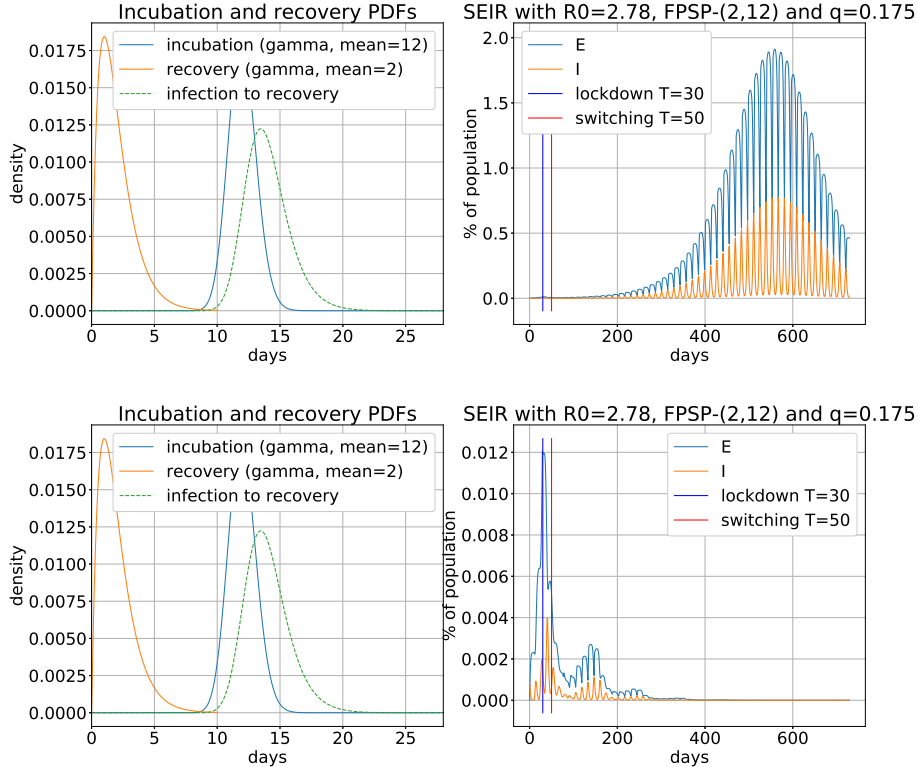 Incubation and recovery PDFs
incubation (gamma, mean=12)
recovery (gamma, mean=2)
infection to recovery
density
0.0175
0.0150
0.0125
0.0100
0.0075
0.0050
0.0025
0.0000
0 5 10 15 20 25
days
SEIR with R0=2.78, FPSP-(2,12) and q=0.175
E
I
lockdown T=30
switching T=50
% of population
2.0
1.5
1.0
0.5
0.0
0 200 400 600
days
Incubation and recovery PDFs
incubation (gamma, mean=12)
recovery (gamma, mean=2)
infection to recovery
density
0.0175
0.0150
0.0125
0.0100
0.0075
0.0050
0.0025
0.0000
0 5 10 15 20 25
days
SEIR with R0=2.78, FPSP-(2,12) and q=0.175
E
I
lockdown T=30
switching T=50
% of population
0.012
0.010
0.008
0.006
0.004
0.002
0.000
0 200 400 600
days